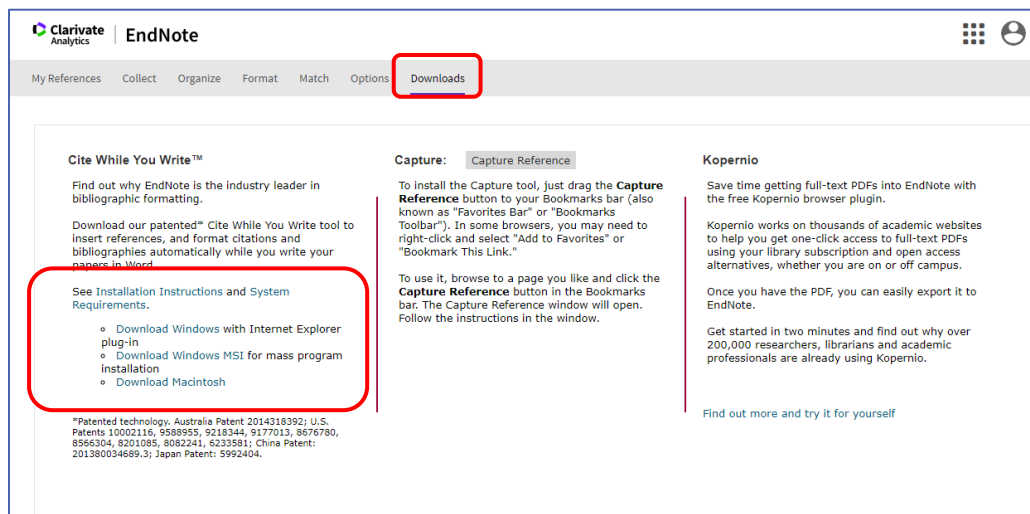 Clarivate
Analytics
EndNote
My References Collect Organize Format Match Options Downloads
Cite While You Write™
Find out why EndNote is the industry leader in
bibliographic formatting.
Download our patented* Cite While You Write tool to
insert references, and format citations and
bibliographies automatically while you write your
papers in Word.
See Installation Instructions and System
Requirements.
Download Windows with Internet Explorer
plug-in
Download Windows MSI for mass program
installation
Download Macintosh
*Patented technology. Australia Patent 2014318392; U.S.
Patents 10002116, 9588955, 9218344, 9177013, 8676780,
8566304, 8201085, 8082241, 6233581; China Patent:
201380034689.3; Japan Patent: 5992404.
Capture: Capture Reference
To install the Capture tool, just drag the Capture
Reference button to your Bookmarks bar (also
known as "Favorites Bar" or "Bookmarks
Toolbar"). In some browsers, you may need to
right-click and select "Add to Favorites" or
"Bookmark This Link."
To use it, browse to a page you like and click the
Capture Reference button in the Bookmarks
bar. The Capture Reference window will open.
Follow the instructions in the window.
Kopernio
Save time getting full-text PDFs into EndNote with
the free Kopernio browser plugin.
Kopernio works on thousands of academic websites
to help you get one-click access to full-text PDFs
using your library subscription and open access
alternatives, whether you are on or off campus.
Once you have the PDF, you can easily export it to
EndNote.
Get started in two minutes and find out why over
200,000 researchers, librarians and academic
professionals are already using Kopernio.
Find out more and try it for yourself